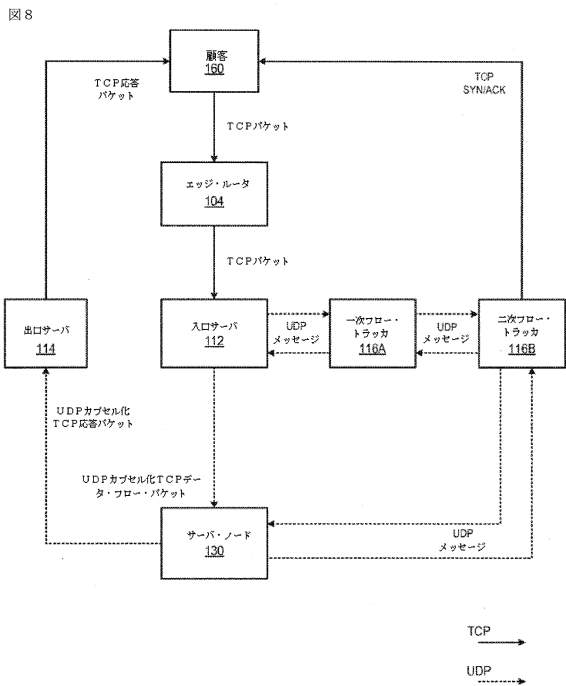 図８
顧客
160
ＴＣＰ応答
パケット
TCP
SYN/ACK
ＴＣＰパケット
エッジ・ルータ
104
ＴＣＰパケット
出口サーバ
114
入口サーバ
112
UDP
メッセージ
一次フロー・
トラッカ
116A
UDP
メッセージ
二次フロー・
トラッカ
116B
ＵＤＰカプセル化
ＴＣＰ応答パケット
ＵＤＰカプセル化ＴＣＰデー
タ・フロー・パケット
サーバ・ノード
130
UDP
メッセージ
TCP
UDP